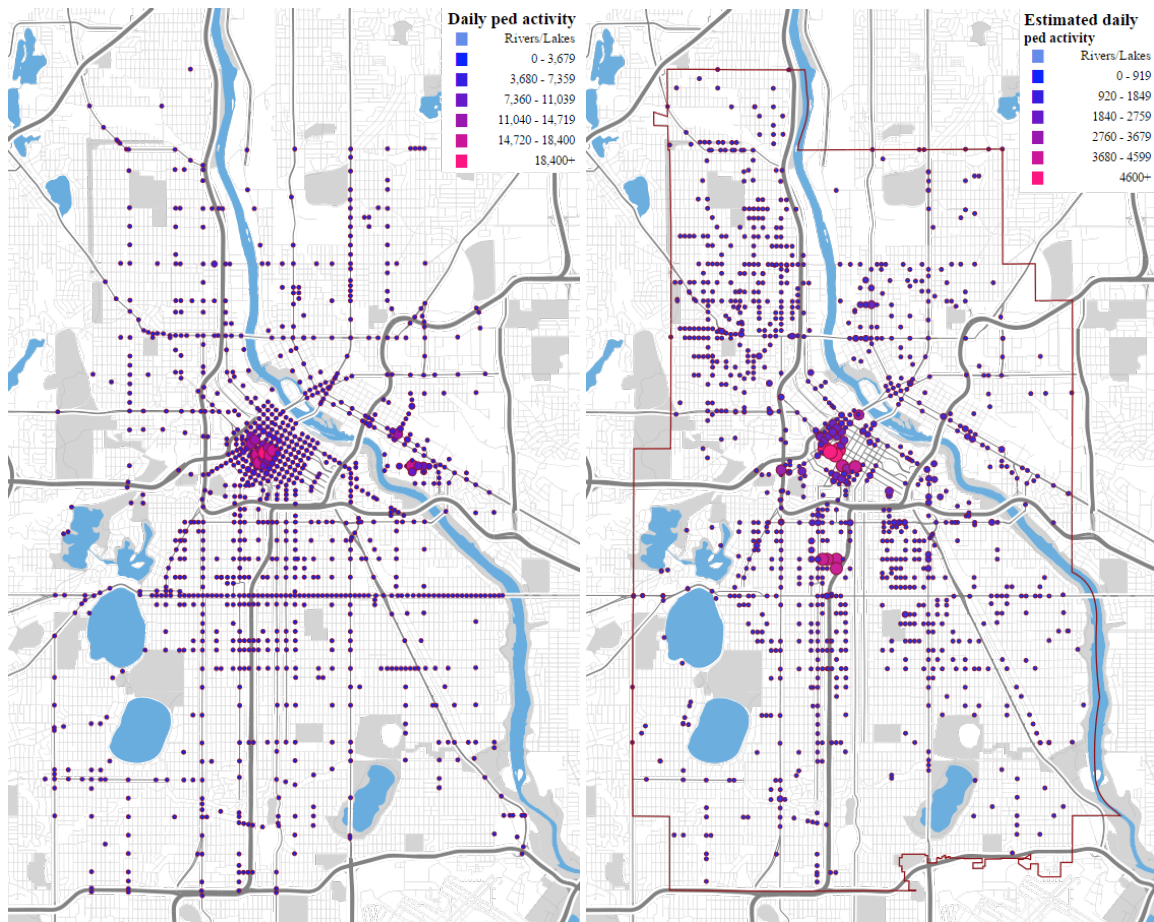 Daily ped activity
Rivers/Lakes
0 - 3,679
3,680 - 7,359
7,360 - 11,039
11,040 - 14,719
14,720 - 18,400
18,400+
Estimated daily
ped activity
Rivers/Lakes
0 - 919
920 - 1849
1840 - 2759
2760 - 3679
3680 - 4599
4600+